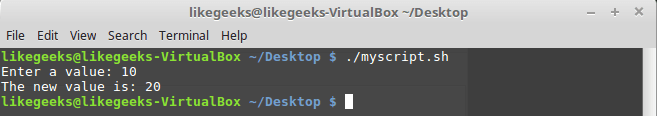 likegeeks@likegeeks-VirtualBox ~/Desktop
File Edit View Search Terminal Help
likegeeks@likegeeks-VirtualBox ~/Desktop $ ./myscript.sh
Enter a value: 10
The new value is: 20
likegeeks@likegeeks-VirtualBox ~/Desktop $